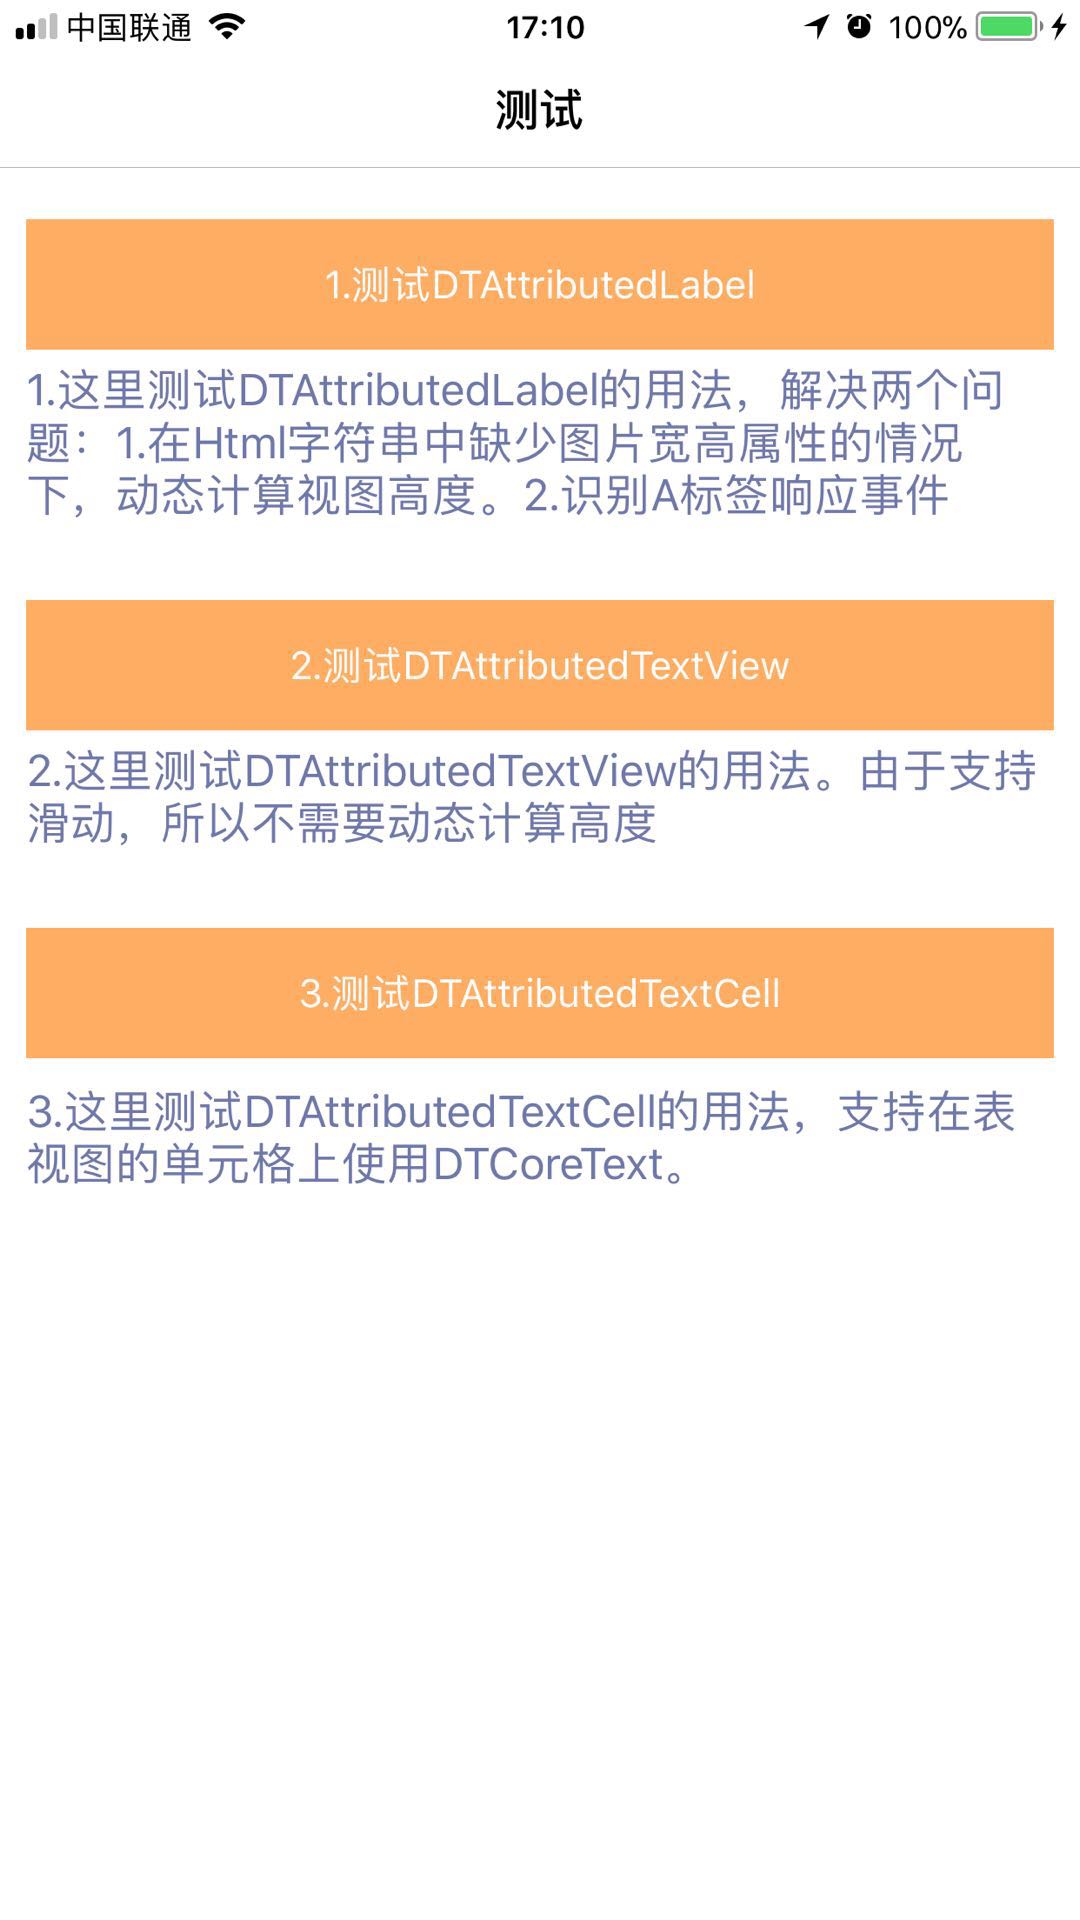 中国联通
17:10
100%
测试
1.测试DTAttributedLabel
1.这里测试DTAttributedLabel的用法，解决两个问
题：1.在Html字符串中缺少图片宽高属性的情况
下，动态计算视图高度。2.识别A标签响应事件
2.测试DTAttributedTextView
2.这里测试DTAttributedTextView的用法。由于支持
滑动，所以不需要动态计算高度
3.测试DTAttributedTextCell
3.这里测试DTAttributedTextCell的用法，支持在表
视图的单元格上使用DTCoreText。